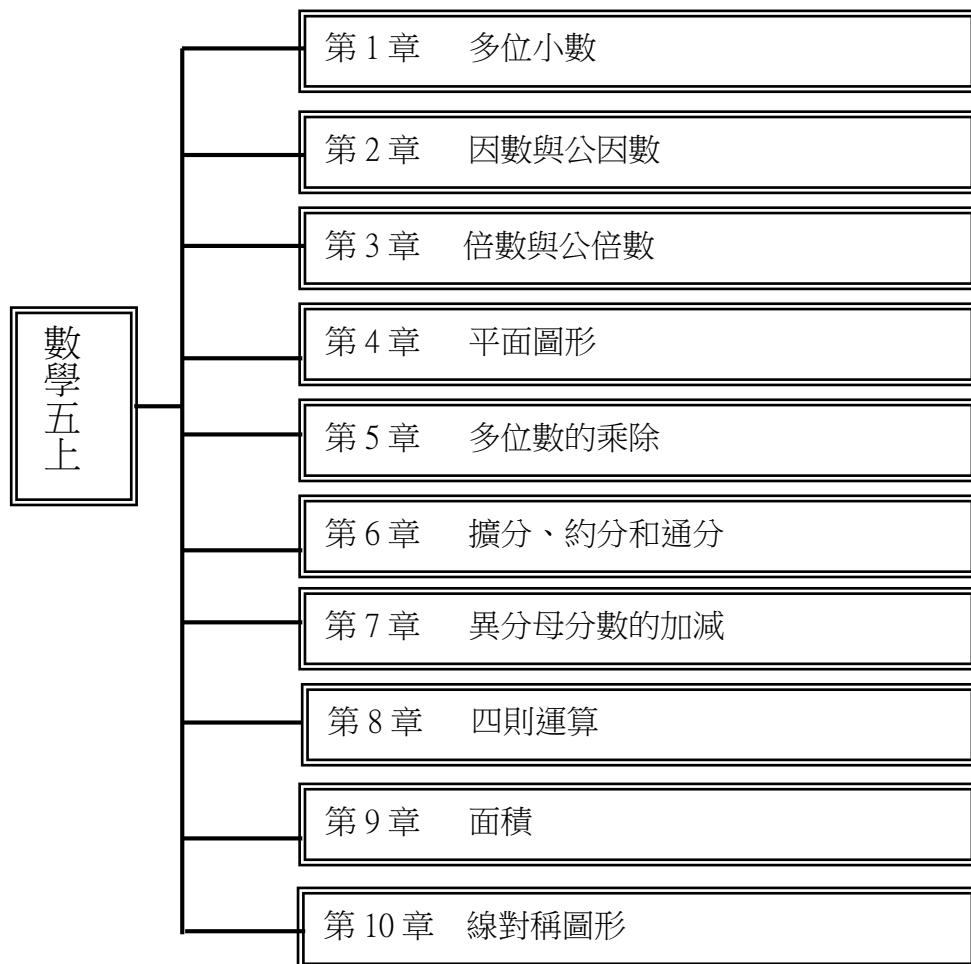 數學五上
第1章 多位小數
第2章 因數與公因數
第3章 倍數與公倍數
第4章 平面圖形
第5章 多位數的乘除
第6章 擴分、約分和通分
第7章 異分母分數的加減
第8章 四則運算
第9章 面積
第10章 線對稱圖形